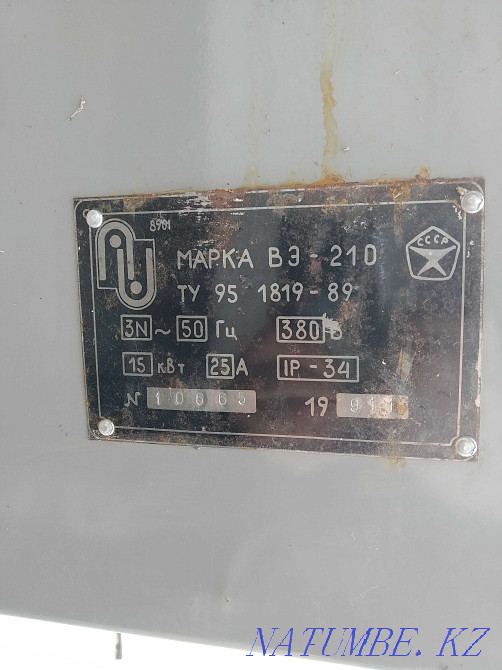 8901
СССР
МАРКА ВЭ-210
ТУ 95 1819-89
3N ~ 50 Гц 380 В
15 кВт 25 А IP-34
№ 10665 19 91
NATUMBE. KZ